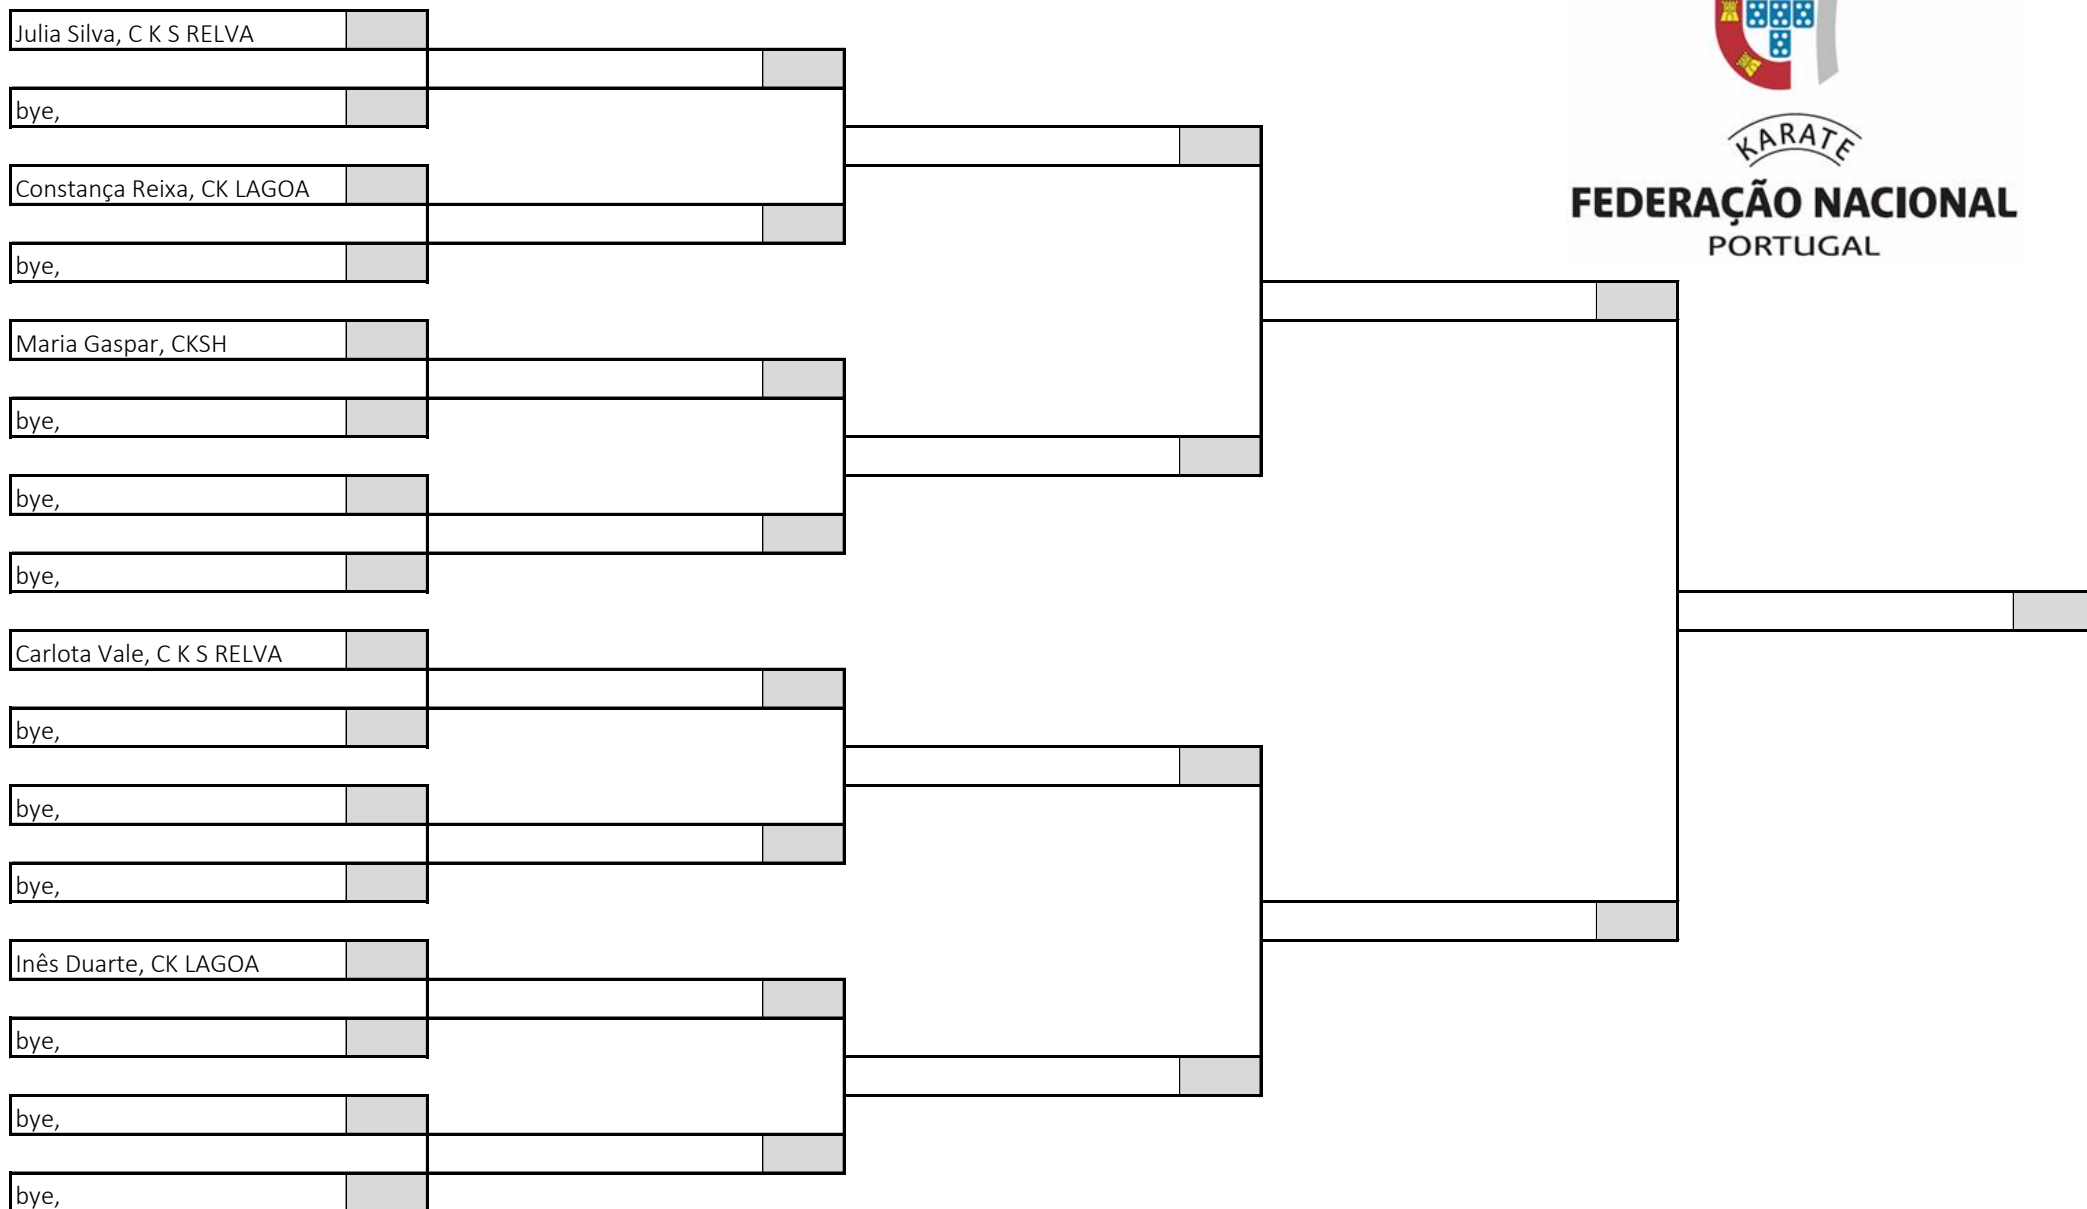 Julia Silva, C K S RELVA
bye,
KARATE
Constança Reixa, CK LAGOA
FEDERAÇÃO NACIONAL
PORTUGAL
bye,
Maria Gaspar, CKSH
bye,
bye,
bye,
Carlota Vale, C K S RELVA
bye,
bye,
bye,
Inês Duarte, CK LAGOA
bye,
bye,
bye,